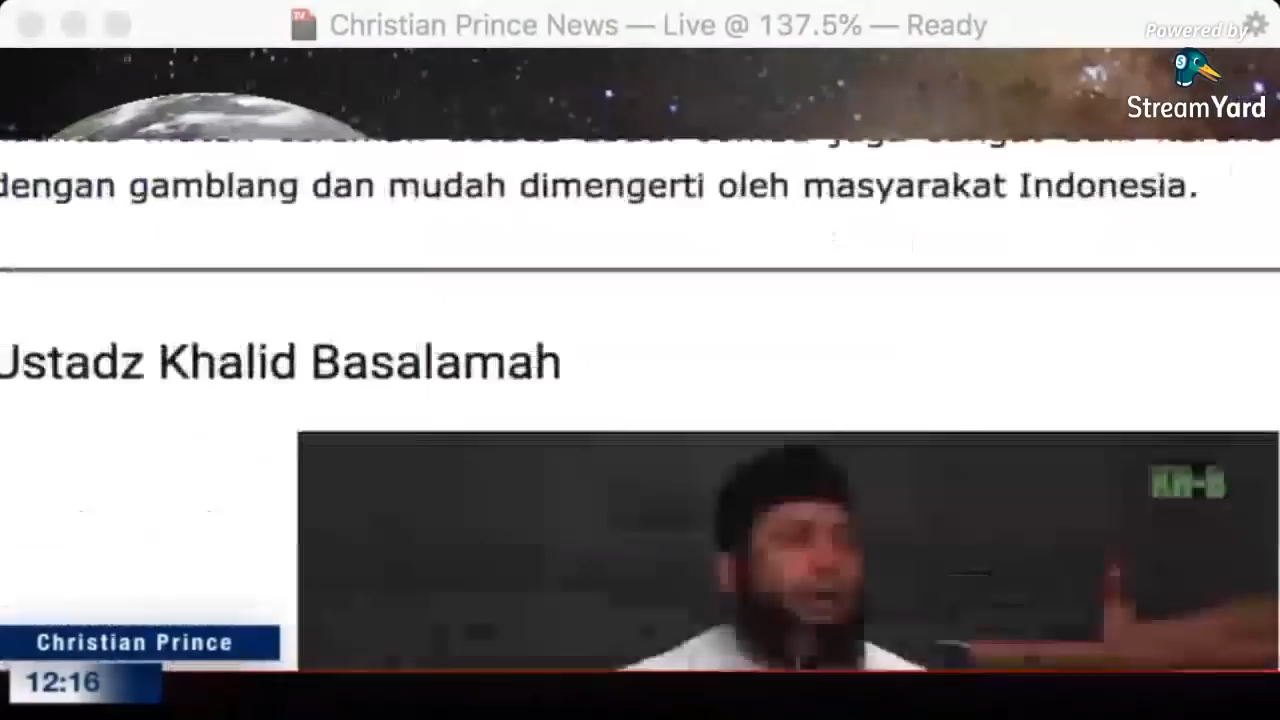 Christian Prince News — Live @ 137.5% — Ready
Powered by
StreamYard
dengan gamblang dan mudah dimengerti oleh masyarakat Indonesia.
Ustadz Khalid Basalamah
Christian Prince
12:16